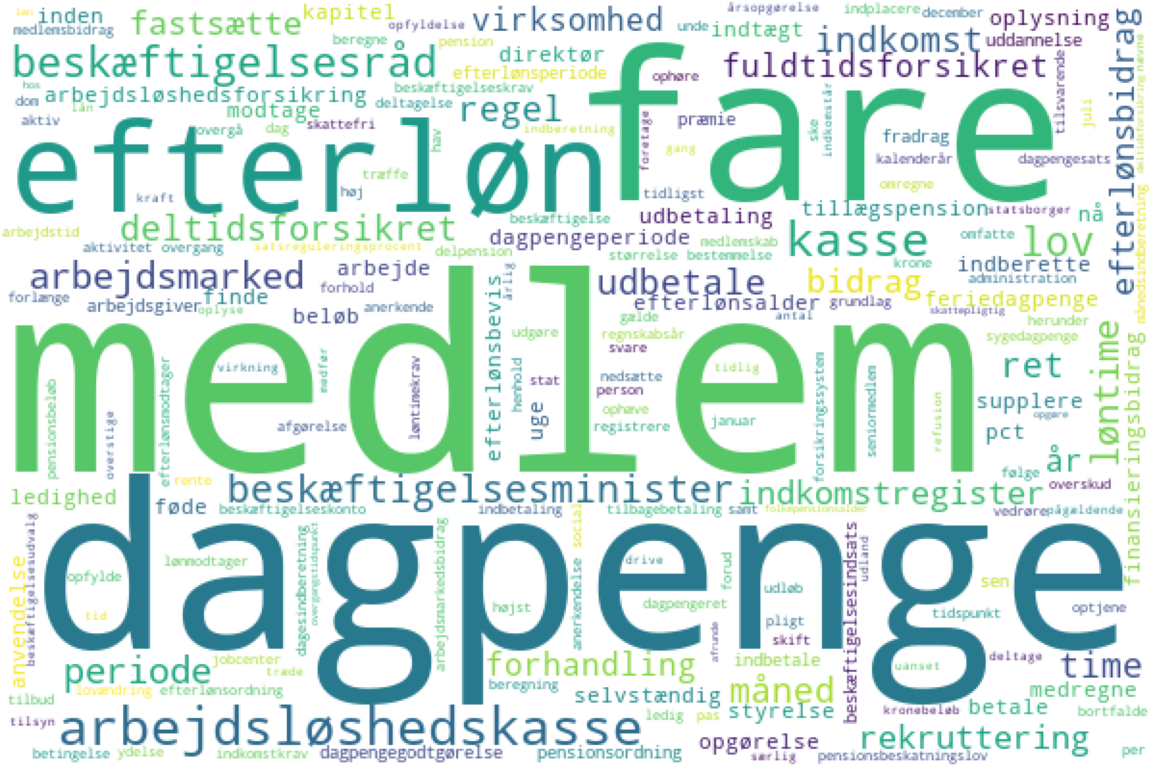 len
inden
medlemsbidrag
fastsætte
kapitel
opfyldelse
virksomhed
årsopgørelse
unde
indtægt
indplacere
december
oplysning
indkomst
uddannelse
beregne
pension
direktør
beskæftigelsesråd
efterlønsperiode
ophøre
fuldtidsforsikret
tilsvarende
efterlønsbidrag
nævne
deltidsforsikring
hos
dom
lån
arbejdsløshedsforsikring
beskæftigelseskrav
modtage
deltagelse
regel
fare
juli
aktiv
overgå
dag
skattefri
hav
indberetning
foretage
præmie
gang
ske
indkomstår
fradrag
kalenderår
dagpengesats
efterløn
træffe
kraft
høj
tidligst
omregne
månedsindberetning
beskæftigelse
udbetaling
tillægspension
statsborger
nå
arbejdstid
deltidsforsikret
dagpengeperiode
medlemskab
kasse
omfatte
lov
aktivitet
overgang
satsreguleringsprocent
delpension
størrelse
bestemmelse
krone
indberette
arbejdsmarked
arbejde
årlig
udbetale
bidrag
administration
forlænge
finde
forhold
efterlønsbevis
efterlønsalder
grundlag
feriedagpenge
arbejdsgiver
oplyse
beløb
anerkendende
gælde
antal
skattepligtig
herunder
medlem
udgøre
regnskabsår
svare
sygedagpenge
løntime
finansieringsbidrag
virkning
medfør
stat
nedsætte
person
tidlig
ret
pensionsbeløb
overstige
efterlønsmodtager
løntimekrav
henhold
ophæve
forsikringssystem
seniormedlem
refusion
supplere
opgøre
afgørelse
uge
registrere
januar
pct
følge
år
rente
overskud
ledighed
føde
beskæftigelsesminister
indkomstregister
beskæftigelseskonto
indbetaling
tilbagebetaling
samt
folkepensionsalder
vedrøre
pågældende
dagpenge
anvendelse
beskæftigelsesudvalg
opfylde
lønmodtager
dagesindberetning
overgangstidspunkt
arbejdsmarkedsbidrag
social
anerkendelse
drive
forud
beskæftigelsesindsats
udland
tid
højst
dagpengeret
udløb
sen
optjene
pligt
tidspunkt
skift
afrunde
periode
jobcenter
trøde
forhandling
indbetale
uanset
deltage
time
tilbud
lovændring
efterlønsordning
beregning
selvstændig
måned
medregne
kronebeløb
betale
bortfalde
tilsyn
arbejdsløshedskasse
ledig
pas
styrelse
opgørelse
rekruttering
betingelse
ydelse
indkomstkrav
dagpengegodtgørelse
pensionsordning
særlig
pensionsbeskatningslov
per